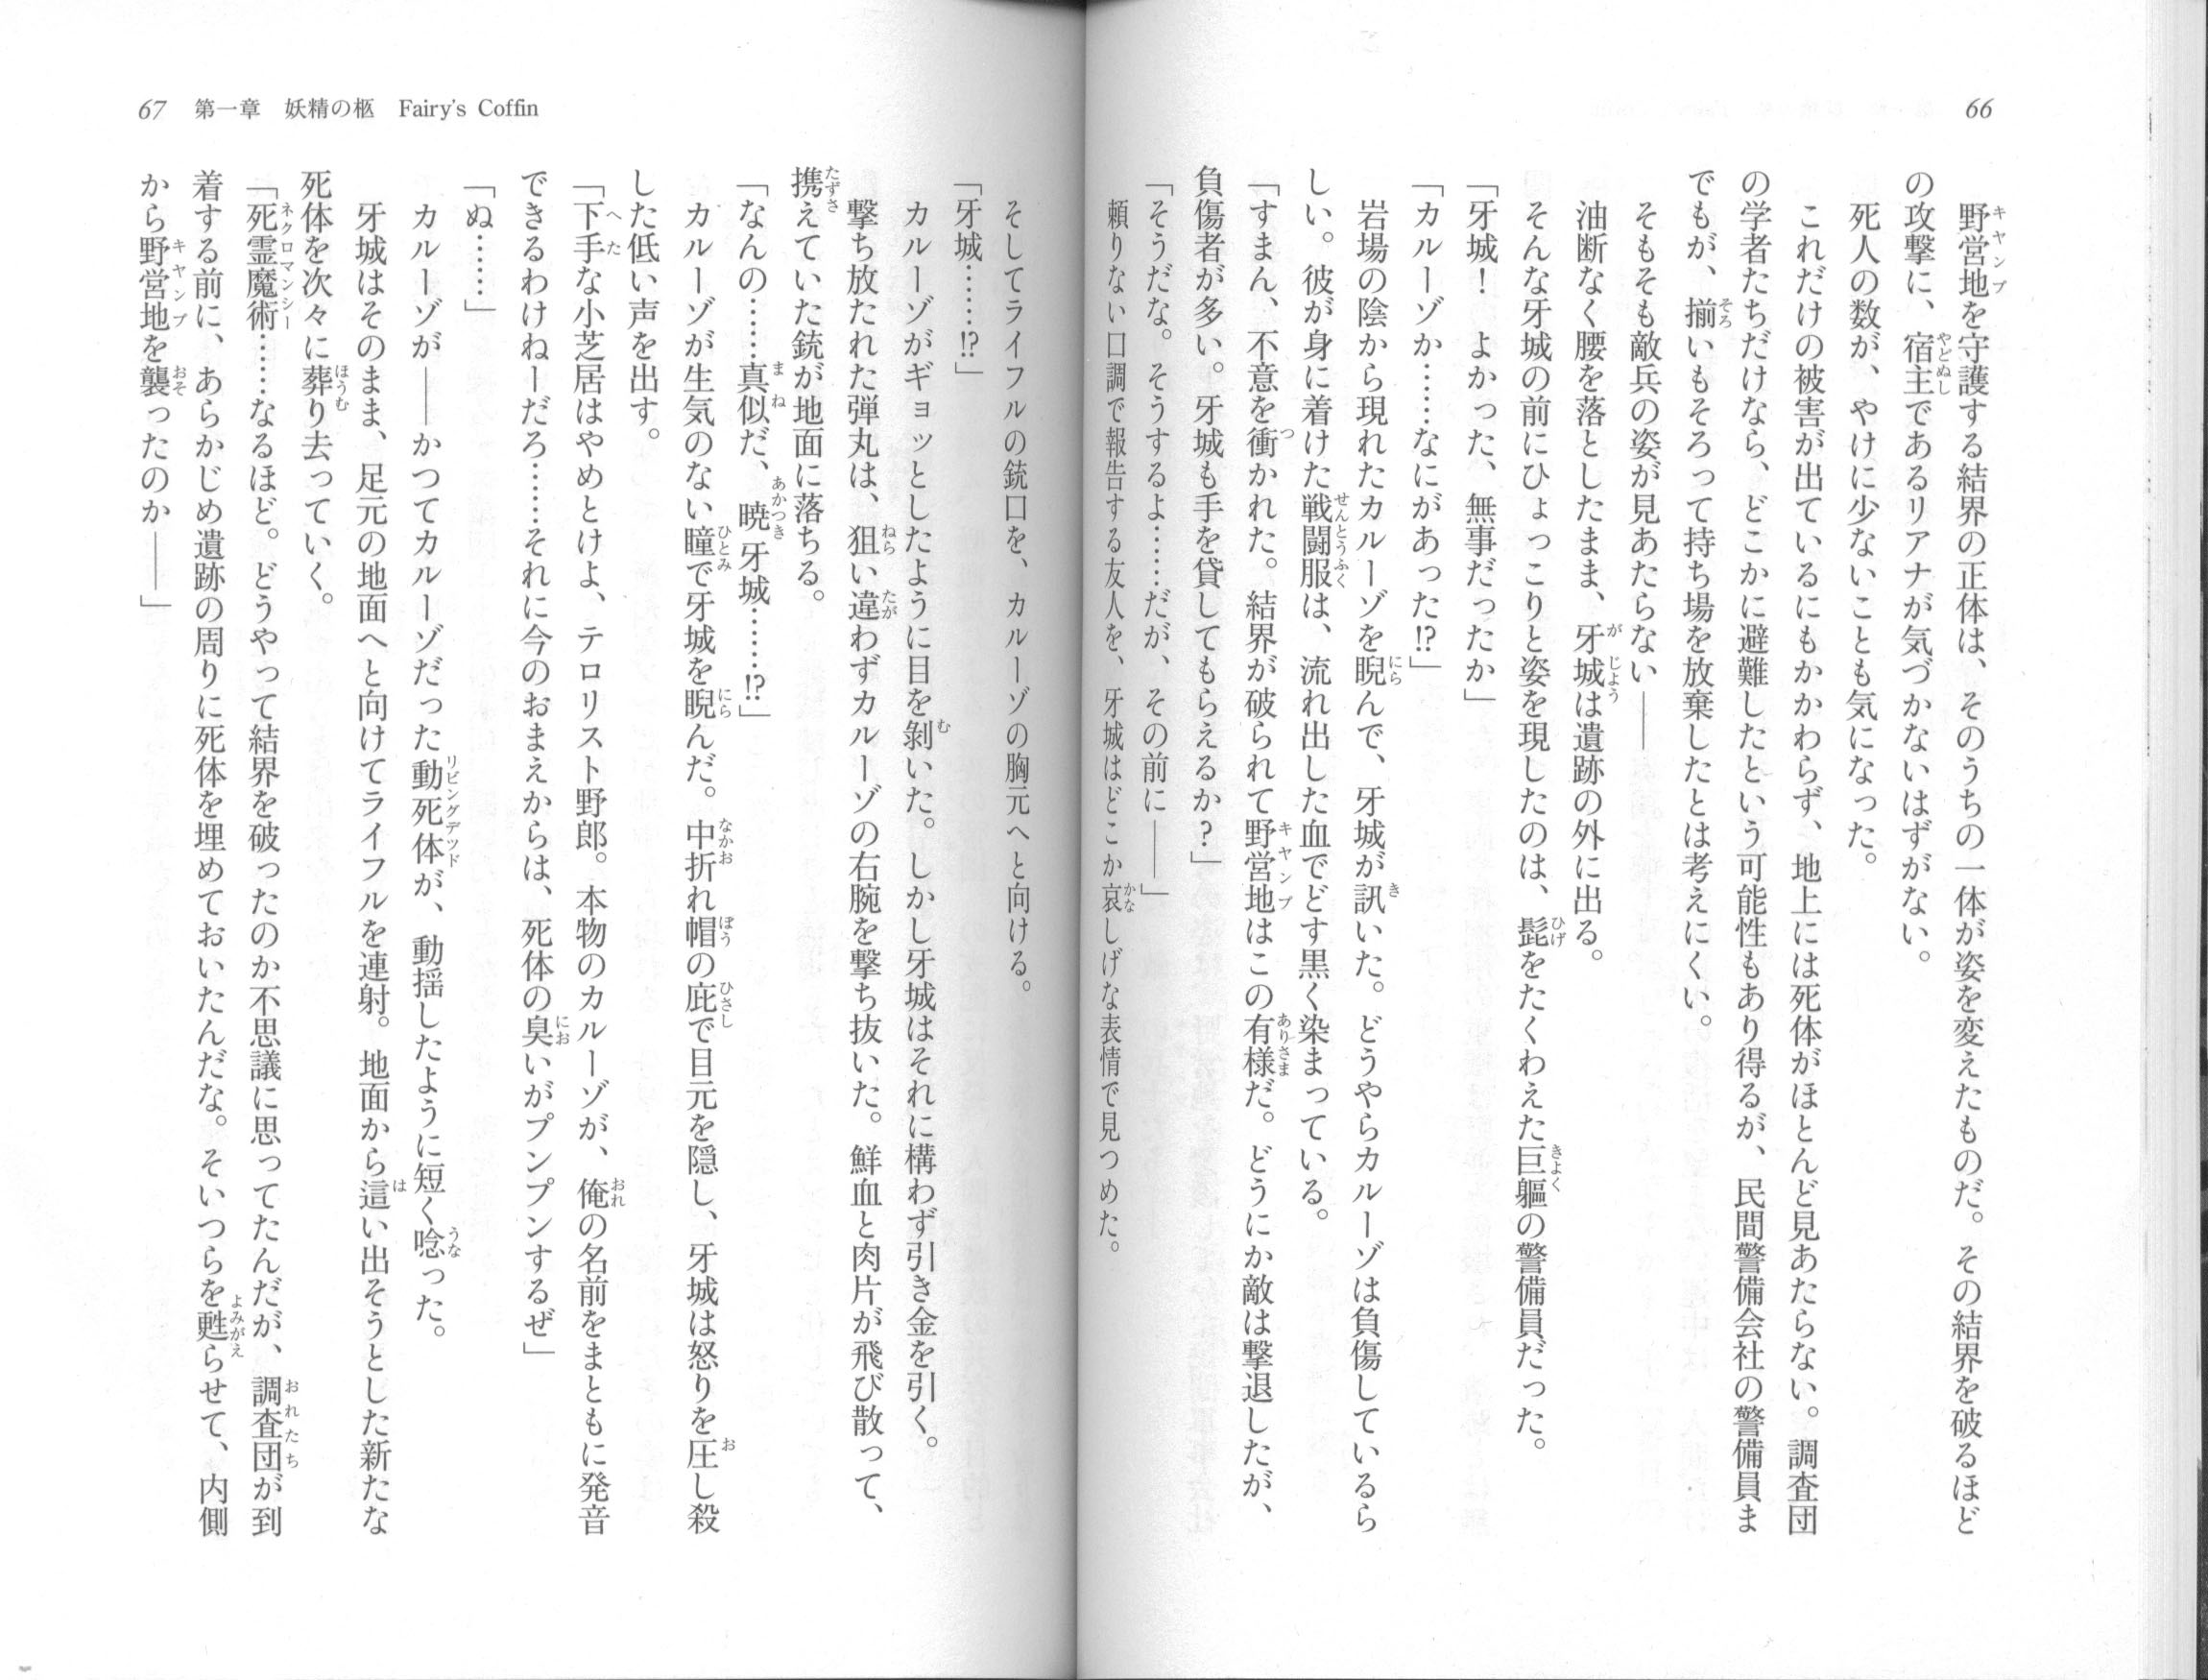 66
野営地を守護する結界の正体は、そのうちの一体が姿を変えたものだ。その結界を破るほど
の攻撃に、宿主であるリアナが気づかないはずがない。
死人の数が、やけに少ないことも気になった。
これだけの被害が出ているにもかかわらず、地上には死体がほとんど見あたらない。調査団
の学者たちだけなら、どこかに避難したという可能性もあり得るが、民間警備会社の警備員ま
でもが、揃いもそろって持ち場を放棄したとは考えにくい。
そもそも敵兵の姿が見あたらない――
油断なく腰を落としたまま、牙城は遺跡の外に出る。
そんな牙城の前にひょっこりと姿を現したのは、髭をたくわえた巨軀の警備員だった。
「牙城！　よかった、無事だったか」
「カルーゾか……なにがあった!?」
岩場の陰から現れたカルーゾを睨んで、牙城が訊いた。どうやらカルーゾは負傷しているら
しい。彼が身に着けた戦闘服は、流れ出した血でどす黒く染まっている。
「すまん、不意を衝かれた。結界が破られて野営地はこの有様だ。どうにか敵は撃退したが、
負傷者が多い。牙城も手を貸してもらえるか？」
「そうだな。そうするよ……だが、その前に――」
頼りない口調で報告する友人を、牙城はどこか哀しげな表情で見つめた。
67　第一章　妖精の柩　Fairy's Coffin
そしてライフルの銃口を、カルーゾの胸元へと向ける。
「牙城……!?」
カルーゾがギョッとしたように目を剝いた。しかし牙城はそれに構わず引き金を引く。
撃ち放たれた弾丸は、狙い違わずカルーゾの右腕を撃ち抜いた。鮮血と肉片が飛び散って、
携えていた銃が地面に落ちる。
「なんの……真似だ、暁牙城……!?」
カルーゾが生気のない瞳で牙城を睨んだ。中折れ帽の庇で目元を隠し、牙城は怒りを圧し殺
した低い声を出す。
「下手な小芝居はやめとけよ、テロリスト野郎。本物のカルーゾが、俺の名前をまともに発音
できるわけねーだろ……それに今のおまえからは、死体の臭いがプンプンするぜ」
「ぬ……」
カルーゾが――かつてカルーゾだった動死体が、動揺したように短く唸った。
牙城はそのまま、足元の地面へと向けてライフルを連射。地面から這い出そうとした新たな
死体を次々に葬り去っていく。
「死霊魔術……なるほど。どうやって結界を破ったのか不思議に思ってたんだが、調査団が到
着する前に、あらかじめ遺跡の周りに死体を埋めておいたんだな。そいつらを甦らせて、内側
から野営地を襲ったのか――」